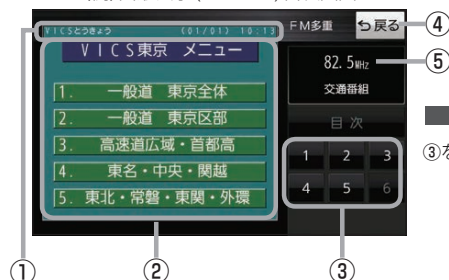 VICSとうきょう (01/01) 10:13 FM多重 戻る ④
VICS東京 メニュー
82.5MHz ⑤
交通番組
1. 一般道 東京全体
目次
2. 一般道 東京区部
3. 高速道広域・首都高
1 2 3
③を
4. 東名・中央・関越
4 5 6
5. 東北・常磐・東関・外環
① ② ③